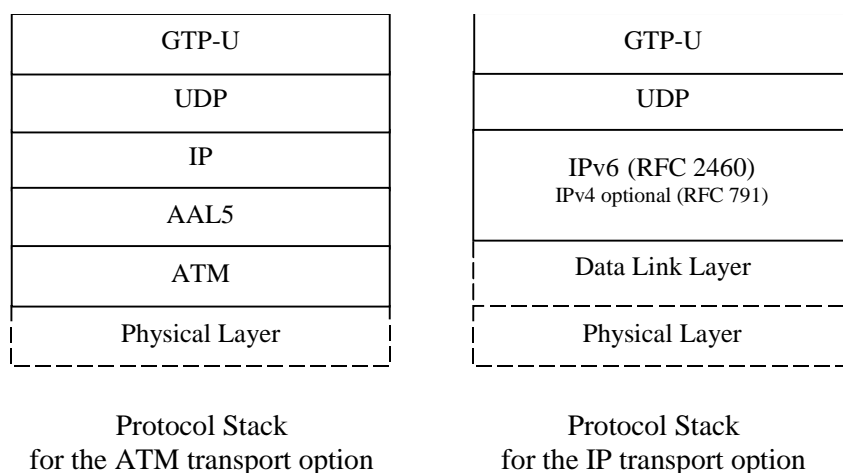 GTP-U
UDP
IP
AAL5
ATM
Physical Layer
Protocol Stack
for the ATM transport option
GTP-U
UDP
IPv6 (RFC 2460)
IPv4 optional (RFC 791)
Data Link Layer
Physical Layer
Protocol Stack
for the IP transport option